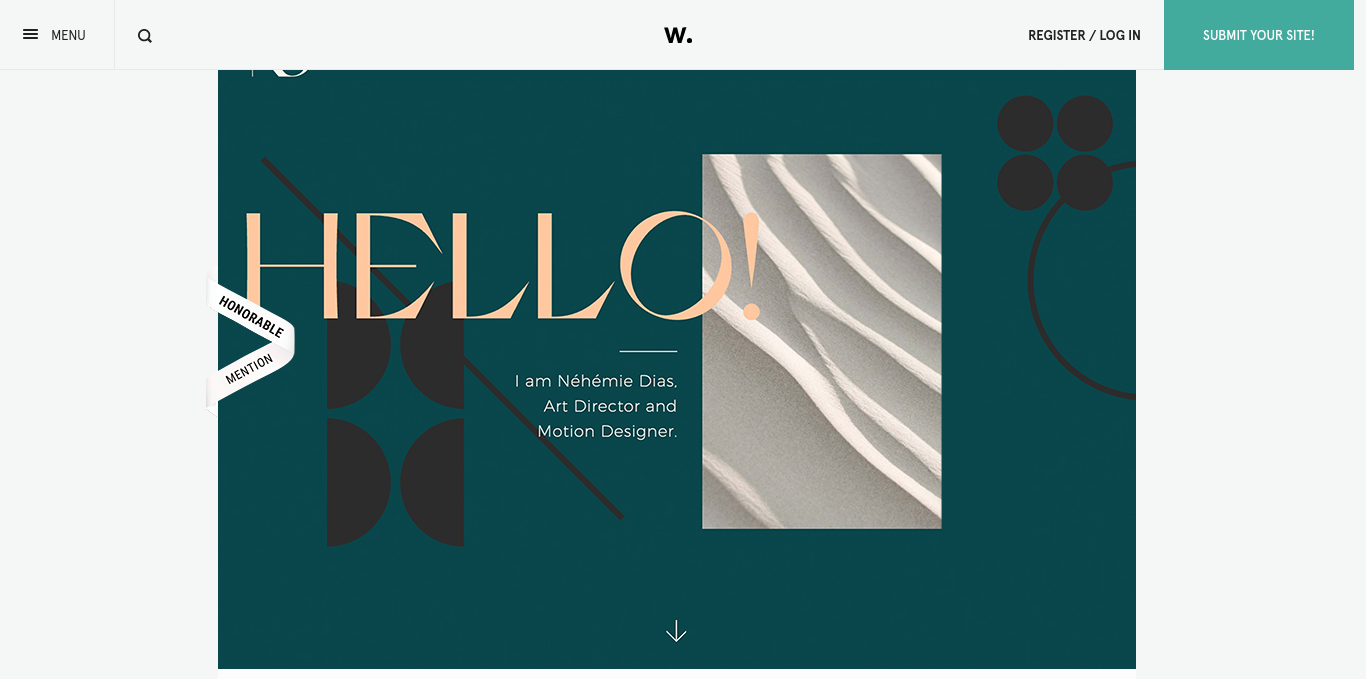 MENU
W.
REGISTER / LOG IN
SUBMIT YOUR SITE!
HELLO!
HONORABLE
MENTION
I am Néhémie Dias,
Art Director and
Motion Designer.